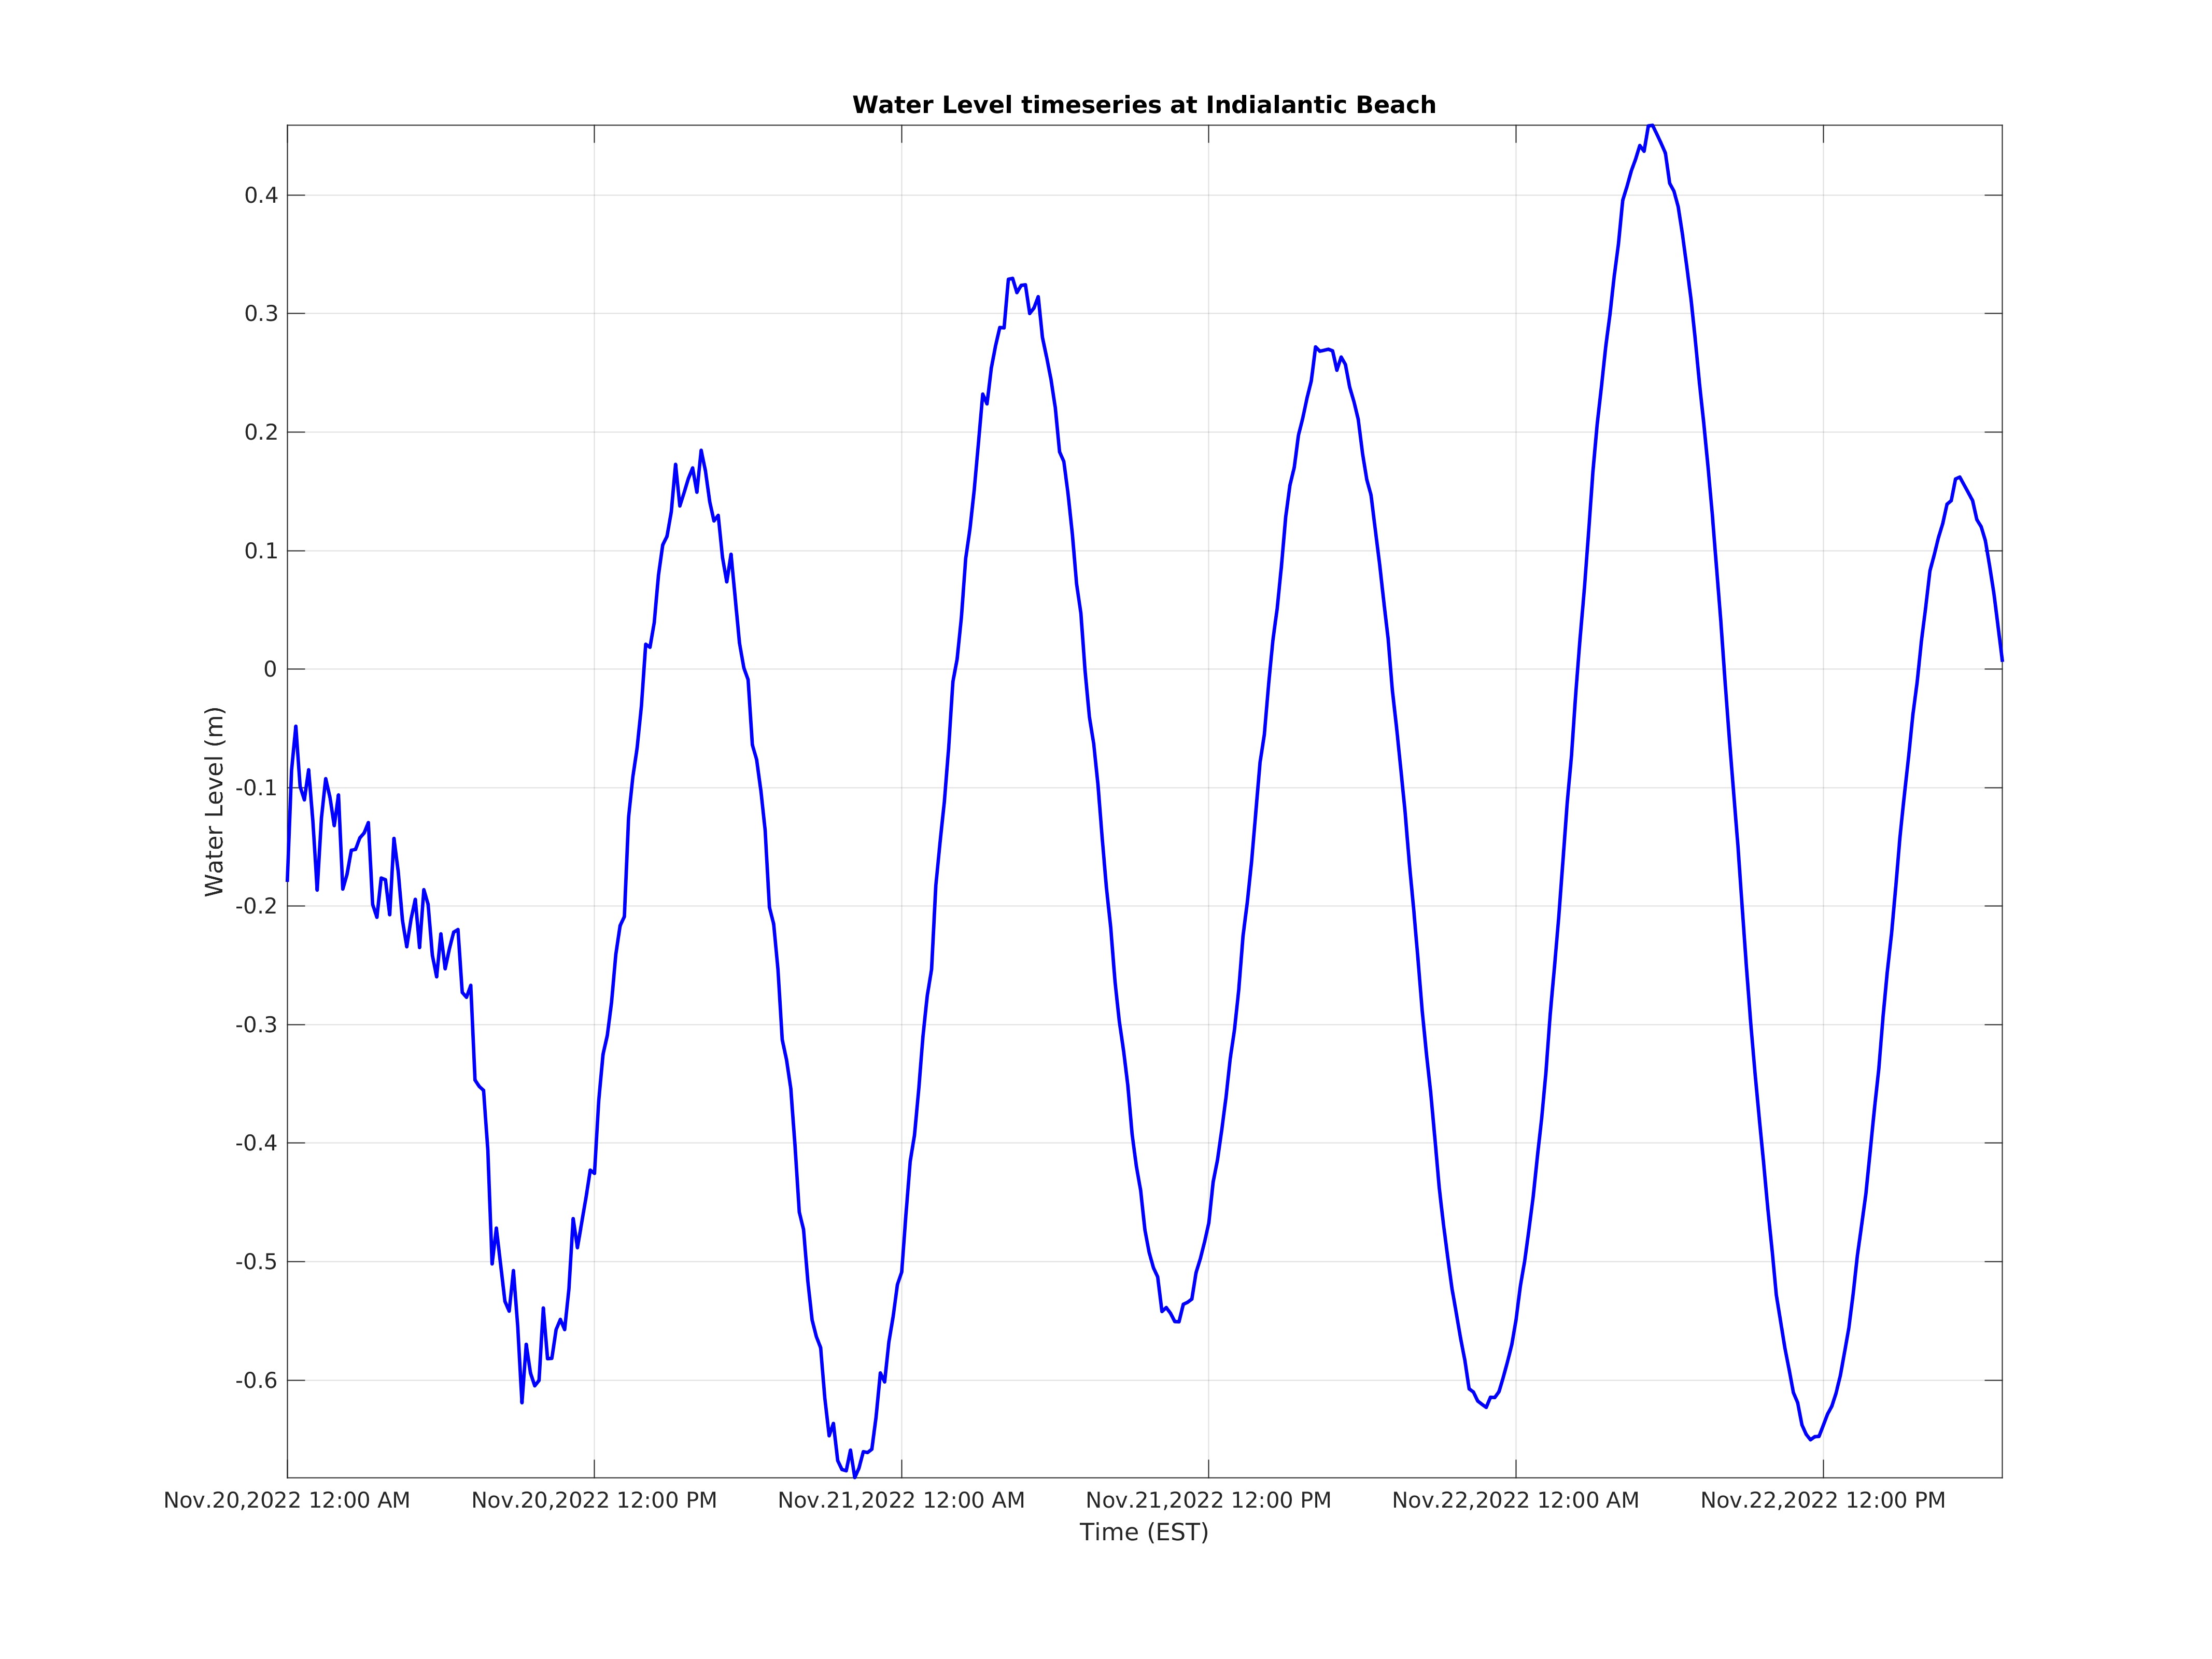 Water Level timeseries at Indialantic Beach
0.4
0.3
0.2
0.1
0
-0.1
-0.2
-0.3
-0.4
-0.5
-0.6
Water Level (m)
Nov.20,2022 12:00 AM
Nov.20,2022 12:00 PM
Nov.21,2022 12:00 AM
Nov.21,2022 12:00 PM
Nov.22,2022 12:00 AM
Nov.22,2022 12:00 PM
Time (EST)